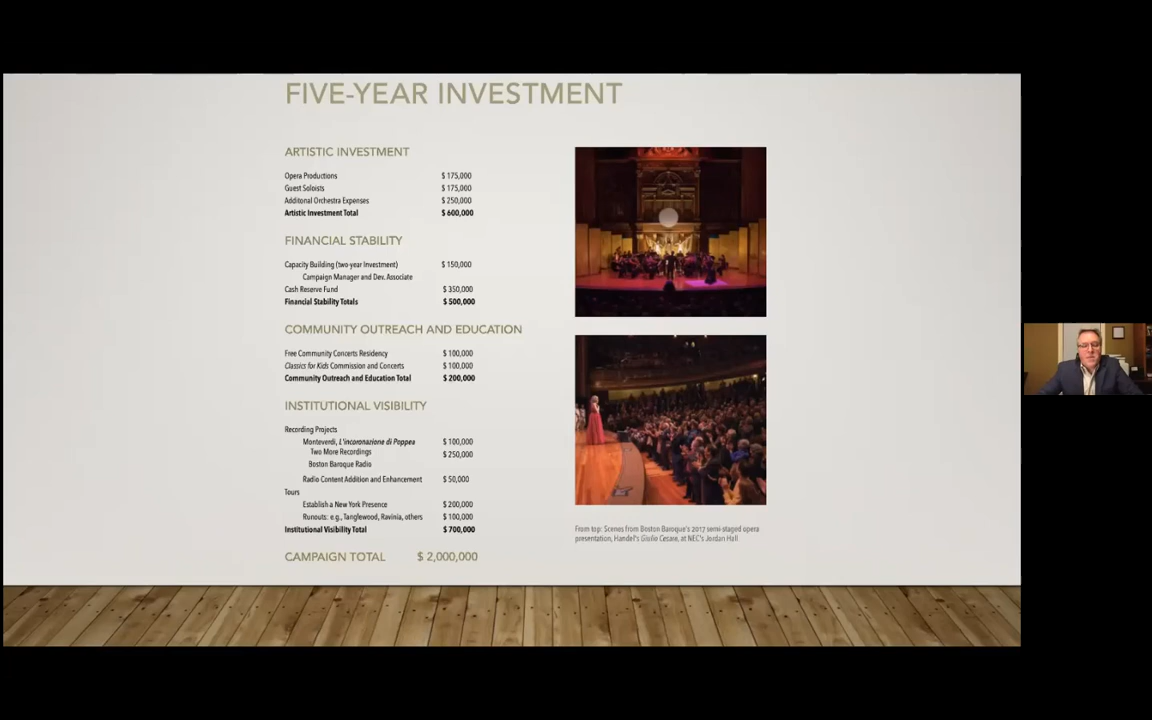 FIVE-YEAR INVESTMENT
ARTISTIC INVESTMENT
Opera Productions $ 175,000
Guest Soloists $ 175,000
Additonal Orchestra Expenses $ 250,000
Artistic Investment Total $ 600,000
FINANCIAL STABILITY
Capacity Building (two-year Investment) $ 150,000
Campaign Manager and Dev. Associate
Cash Reserve Fund $ 350,000
Financial Stability Totals $ 500,000
COMMUNITY OUTREACH AND EDUCATION
Free Community Concerts Residency $ 100,000
Classics for Kids Commission and Concerts $ 100,000
Community Outreach and Education Total $ 200,000
INSTITUTIONAL VISIBILITY
Recording Projects
Monteverdi, L'incoronazione di Poppea $ 100,000
Two More Recordings $ 250,000
Boston Baroque Radio
Radio Content Addition and Enhancement $ 50,000
Tours
Establish a New York Presence $ 200,000
Runouts: e.g., Tanglewood, Ravinia, others $ 100,000
Institutional Visibility Total $ 700,000
CAMPAIGN TOTAL $ 2,000,000
From top: Scenes from Boston Baroque's 2017 semi-staged opera
presentation, Handel's Giulio Cesare, at NEC's Jordan Hall